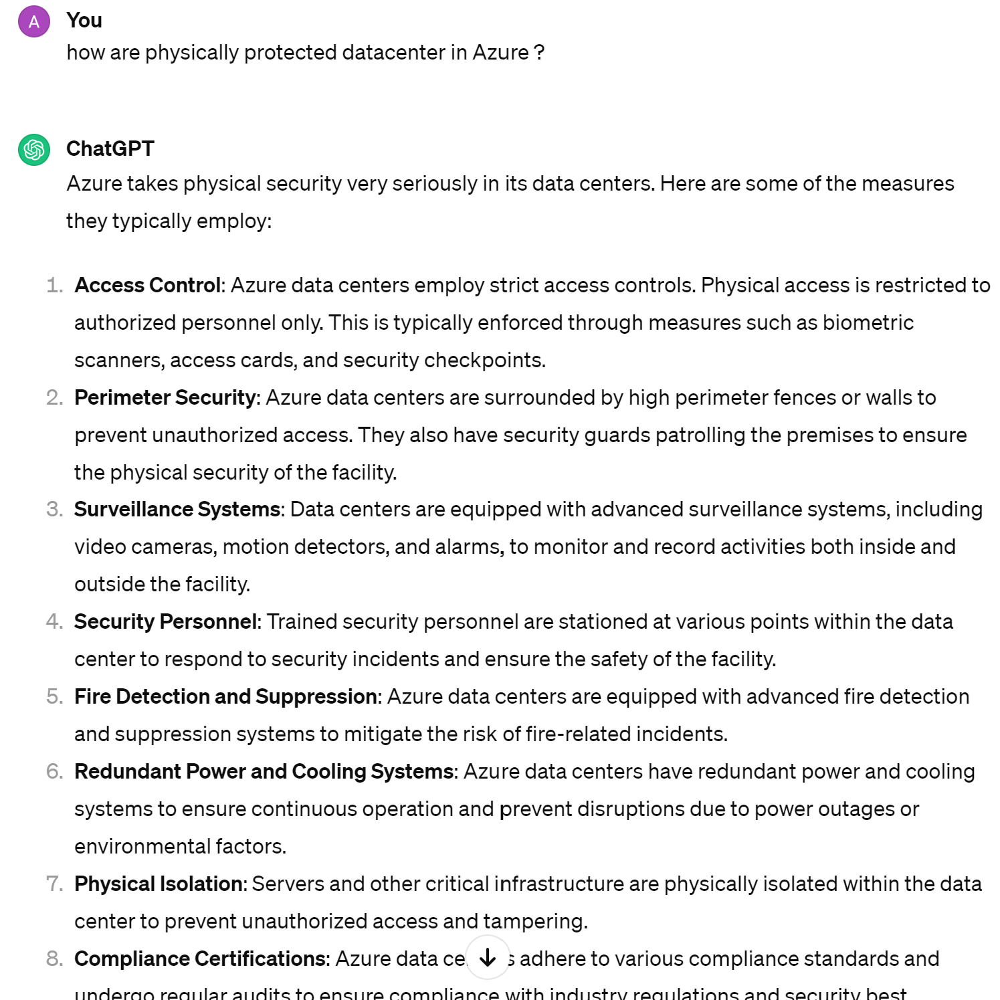 A
You
how are physically protected datacenter in Azure ?
ChatGPT
Azure takes physical security very seriously in its data centers. Here are some of the measures
they typically employ:
1. Access Control: Azure data centers employ strict access controls. Physical access is restricted to
authorized personnel only. This is typically enforced through measures such as biometric
scanners, access cards, and security checkpoints.
2. Perimeter Security: Azure data centers are surrounded by high perimeter fences or walls to
prevent unauthorized access. They also have security guards patrolling the premises to ensure
the physical security of the facility.
3. Surveillance Systems: Data centers are equipped with advanced surveillance systems, including
video cameras, motion detectors, and alarms, to monitor and record activities both inside and
outside the facility.
4. Security Personnel: Trained security personnel are stationed at various points within the data
center to respond to security incidents and ensure the safety of the facility.
5. Fire Detection and Suppression: Azure data centers are equipped with advanced fire detection
and suppression systems to mitigate the risk of fire-related incidents.
6. Redundant Power and Cooling Systems: Azure data centers have redundant power and cooling
systems to ensure continuous operation and prevent disruptions due to power outages or
environmental factors.
7. Physical Isolation: Servers and other critical infrastructure are physically isolated within the data
center to prevent unauthorized access and tampering.
8. Compliance Certifications: Azure data adhere to various compliance standards and
undergo regular audits to ensure compliance with industry regulations and security best